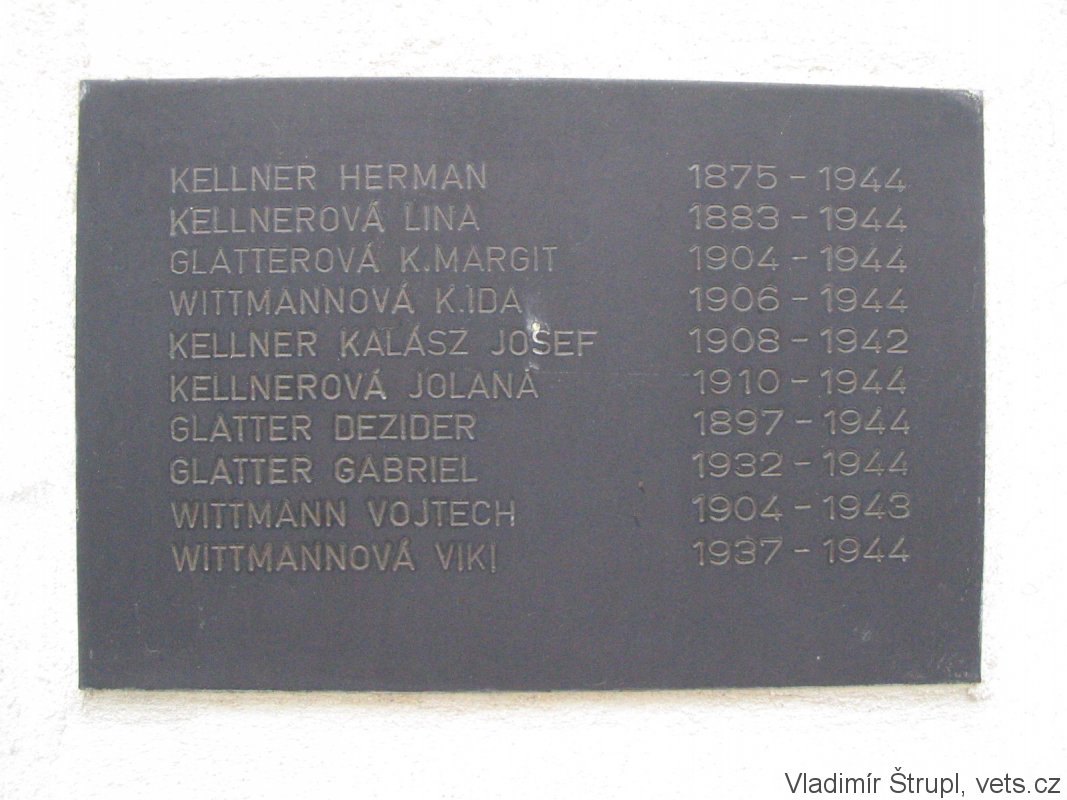 KELLNER HERMAN 1875 - 1944
KELLNEROVÁ LINA 1883 - 1944
GLATTEROVÁ K.MARGIT 1904 - 1944
WITTMANNOVÁ K.IDA 1906 - 1944
KELLNER KALÁSZ JOSEF 1908 - 1942
KELLNEROVÁ JOLANA 1910 - 1944
GLATTER DEZIDER 1897 - 1944
GLATTER GABRIEL 1932 - 1944
WITTMANN VOJTECH 1904 - 1943
WITTMANNOVÁ VIKI 1937 - 1944
Vladimír Štrupl, vets.cz